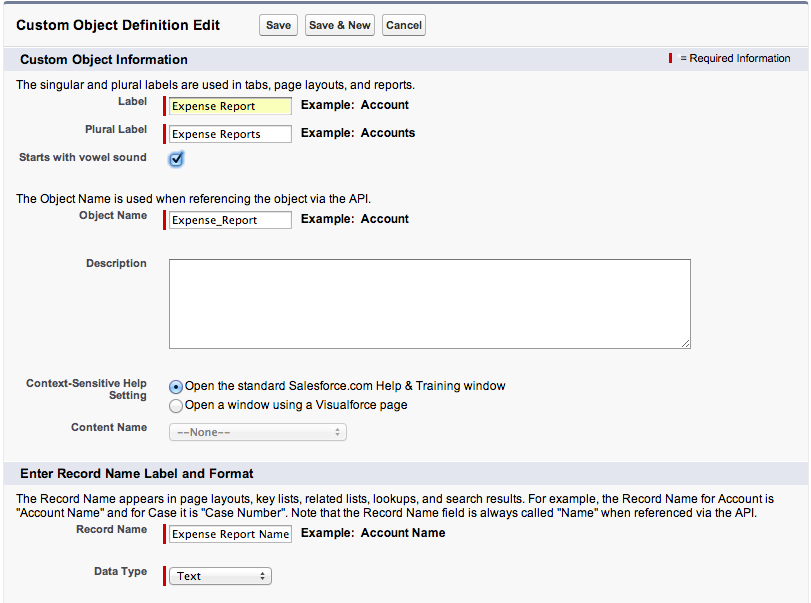 Custom Object Definition Edit Save Save & New Cancel
Custom Object Information = Required Information
The singular and plural labels are used in tabs, page layouts, and reports.
Label Expense Report Example: Account
Plural Label Expense Reports Example: Accounts
Starts with vowel sound
The Object Name is used when referencing the object via the API.
Object Name Expense_Report Example: Account
Description
Context-Sensitive Help Setting
Open the standard Salesforce.com Help & Training window
Open a window using a Visualforce page
Content Name --None--
Enter Record Name Label and Format
The Record Name appears in page layouts, key lists, related lists, lookups, and search results. For example, the Record Name for Account is
"Account Name" and for Case it is "Case Number". Note that the Record Name field is always called "Name" when referenced via the API.
Record Name Expense Report Name Example: Account Name
Data Type Text